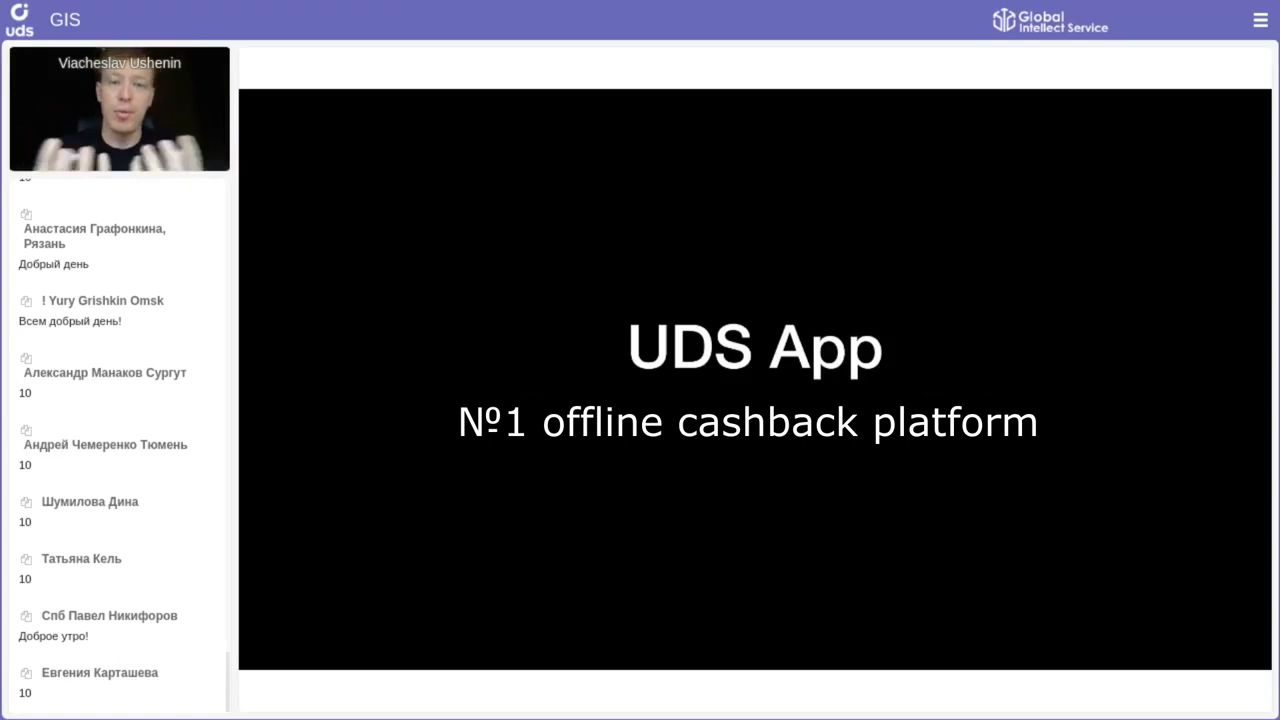 uds
GIS
Global
Intellect Service
Viacheslav Ushenin
10
Анастасия Графонкина,
Рязань
Добрый день
! Yury Grishkin Omsk
Всем добрый день!
Александр Манаков Сургут
10
Андрей Чемеренко Тюмень
10
Шумилова Дина
10
Татьяна Кель
10
Спб Павел Никифоров
Доброе утро!
Евгения Карташева
10
UDS App
№1 offline cashback platform